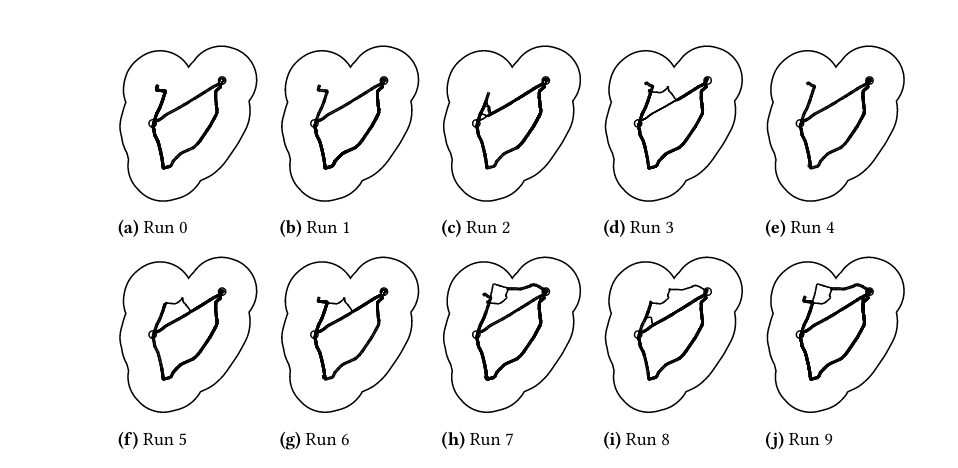 (a) Run 0 (b) Run 1 (c) Run 2 (d) Run 3 (e) Run 4
(f) Run 5 (g) Run 6 (h) Run 7 (i) Run 8 (j) Run 9